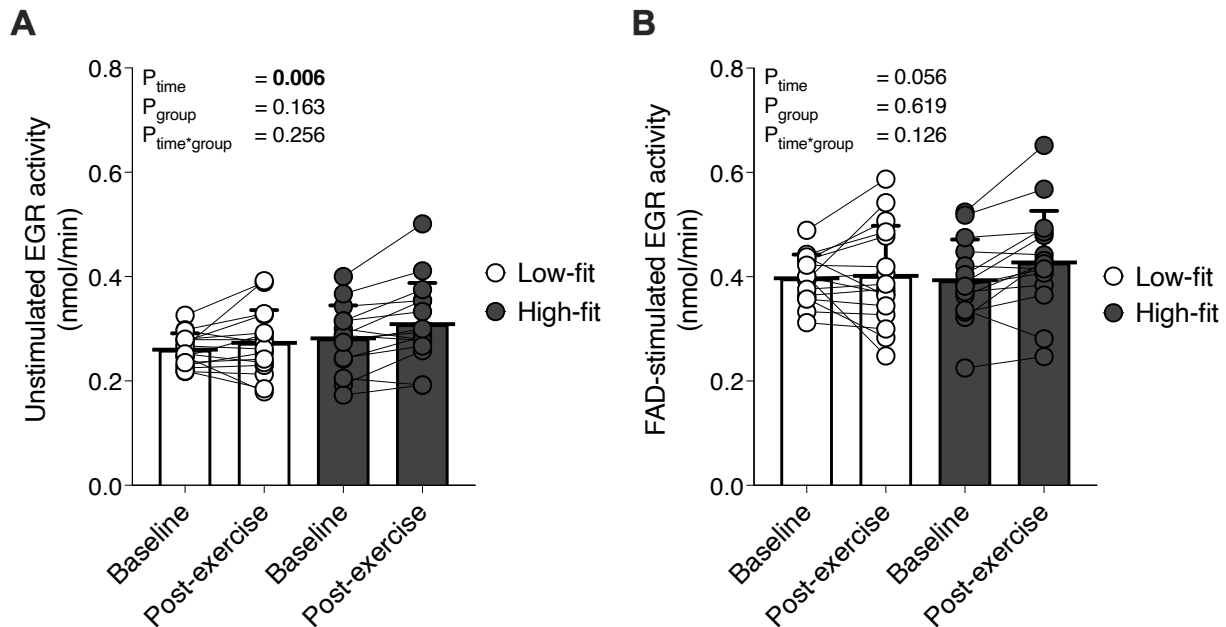 A
Unstimulated EGR activity
(nmol/min)
0.8
0.6
0.4
0.2
0.0
P_time = 0.006
P_group = 0.163
P_time*group = 0.256
Baseline
Post-exercise
Baseline
Post-exercise
Low-fit
High-fit
B
FAD-stimulated EGR activity
(nmol/min)
0.8
0.6
0.4
0.2
0.0
P_time = 0.056
P_group = 0.619
P_time*group = 0.126
Baseline
Post-exercise
Baseline
Post-exercise
Low-fit
High-fit